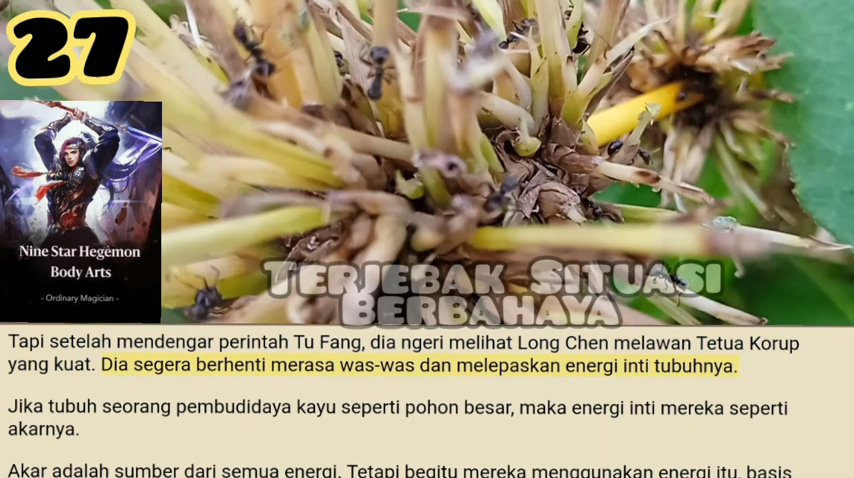 27
Nine Star Hegemon
Body Arts
- Ordinary Magician -
TERJEBAK SITUASI
BERBAHAYA
Tapi setelah mendengar perintah Tu Fang, dia ngeri melihat Long Chen melawan Tetua Korup
yang kuat. Dia segera berhenti merasa was-was dan melepaskan energi inti tubuhnya.
Jika tubuh seorang pembudidaya kayu seperti pohon besar, maka energi inti mereka seperti
akarnya.
Akar adalah sumber dari semua energi. Tetapi begitu mereka menggunakan energi itu, basis